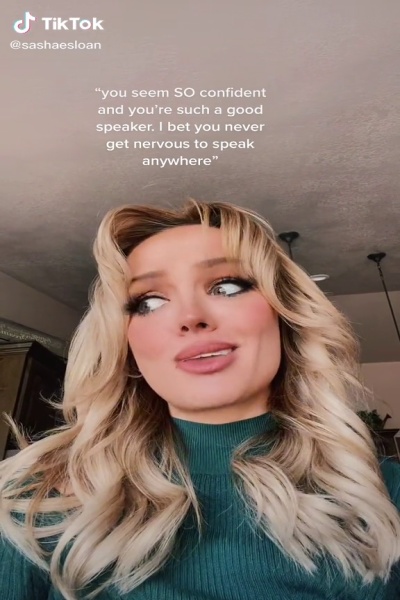 TikTok
@sashaesloan
“you seem SO confident
and you’re such a good
speaker. I bet you never
get nervous to speak
anywhere”